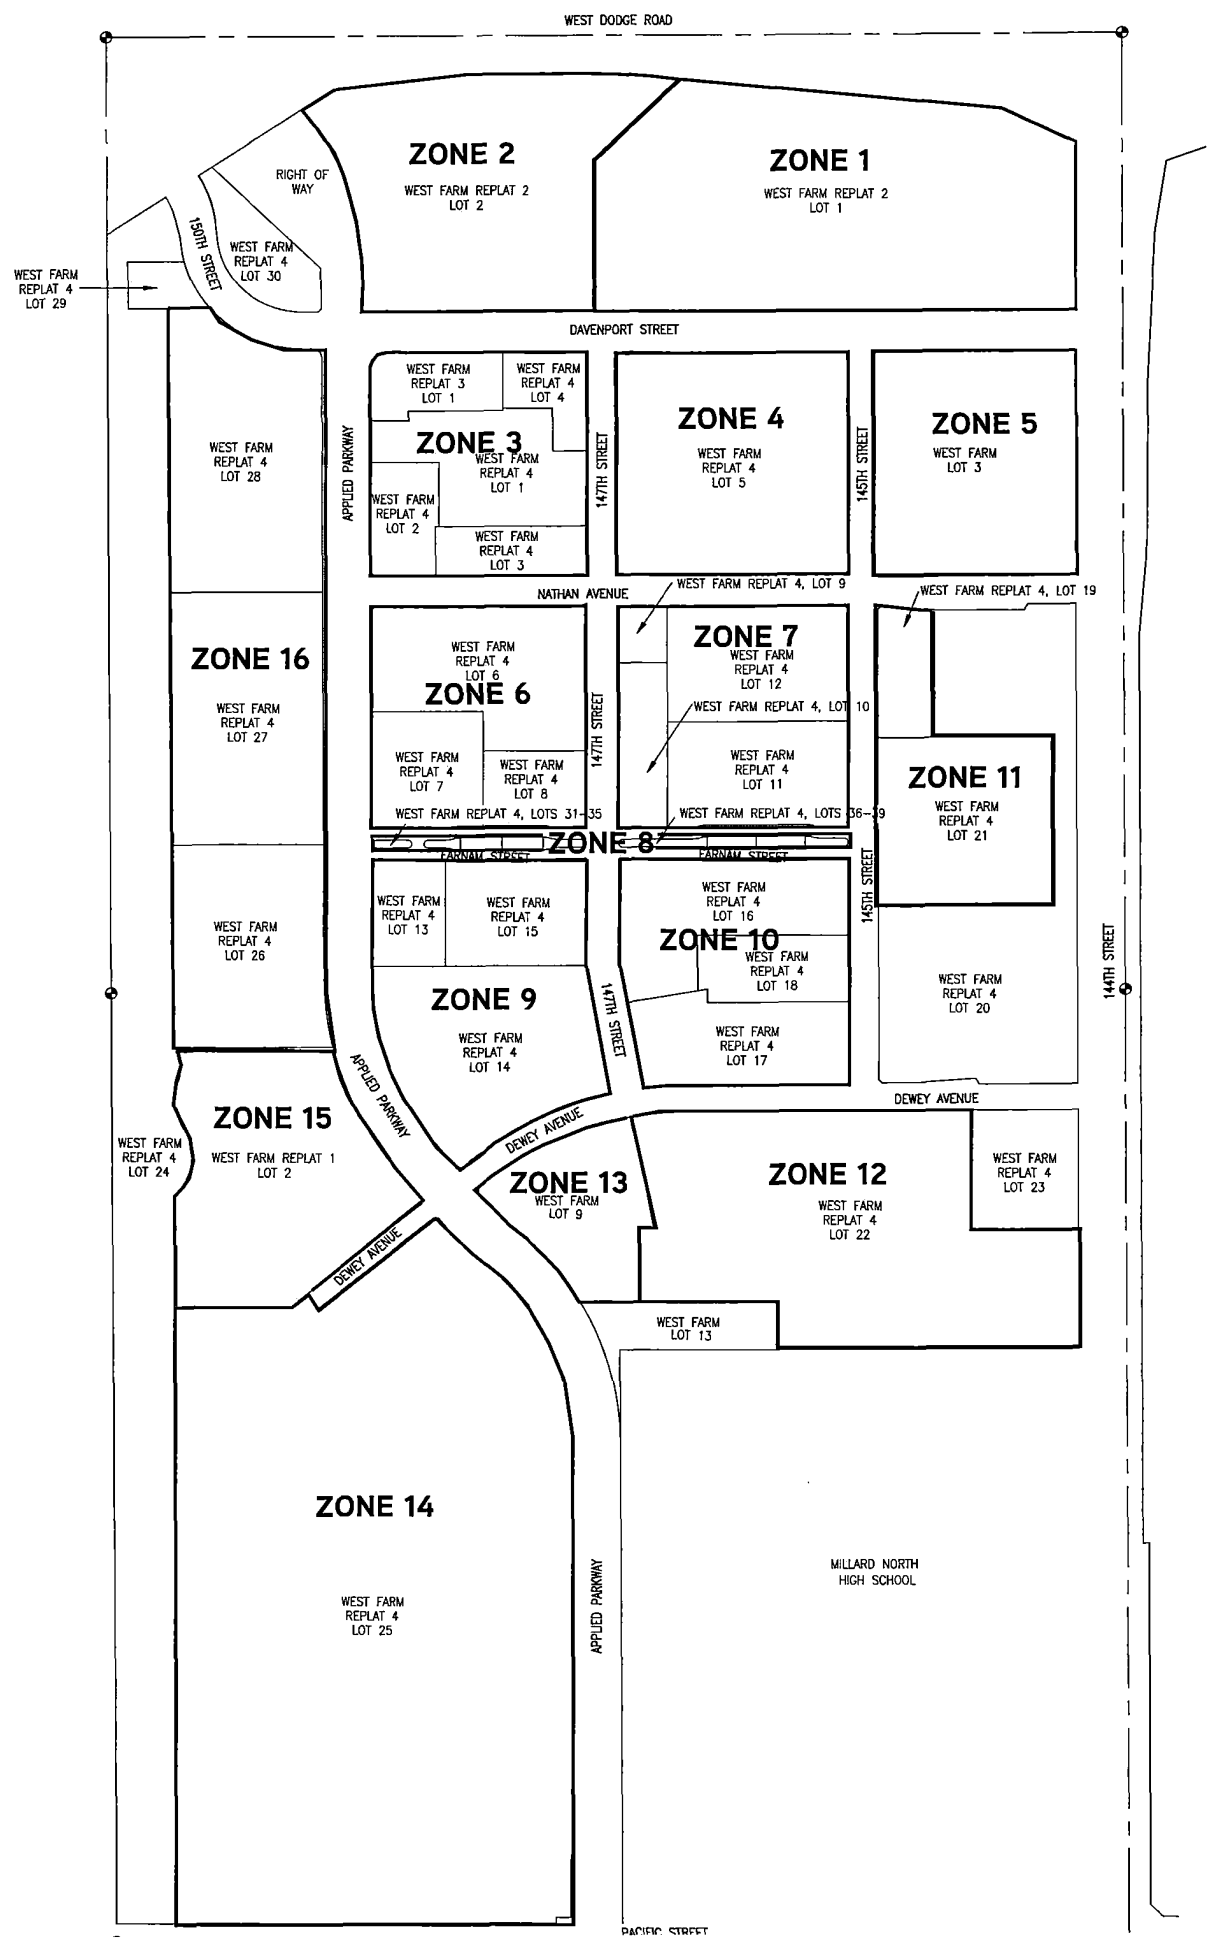 WEST DODGE ROAD
ZONE 2
WEST FARM REPLAT 2
LOT 2
ZONE 1
WEST FARM REPLAT 2
LOT 1
RIGHT OF
WAY
150TH STREET
WEST FARM
REPLAT 4
LOT 30
WEST FARM
REPLAT 4
LOT 29
DAVENPORT STREET
WEST FARM
REPLAT 3
LOT 1
WEST FARM
REPLAT 4
LOT 4
ZONE 3
WEST FARM
REPLAT 4
LOT 1
WEST FARM
REPLAT 4
LOT 2
WEST FARM
REPLAT 4
LOT 3
APPLIED PARKWAY
147TH STREET
ZONE 4
WEST FARM
REPLAT 4
LOT 5
145TH STREET
ZONE 5
WEST FARM
LOT 3
WEST FARM
REPLAT 4
LOT 28
NATHAN AVENUE
WEST FARM REPLAT 4, LOT 9
WEST FARM REPLAT 4, LOT 19
ZONE 16
WEST FARM
REPLAT 4
LOT 27
WEST FARM
REPLAT 4
LOT 6
ZONE 6
WEST FARM
REPLAT 4
LOT 7
WEST FARM
REPLAT 4
LOT 8
147TH STREET
ZONE 7
WEST FARM
REPLAT 4
LOT 12
WEST FARM REPLAT 4, LOT 10
WEST FARM
REPLAT 4
LOT 11
ZONE 11
WEST FARM
REPLAT 4
LOT 21
WEST FARM REPLAT 4, LOTS 31-35
WEST FARM REPLAT 4, LOTS 36-39
ZONE 8
FARNAM STREET
FARNAM STREET
145TH STREET
WEST FARM
REPLAT 4
LOT 26
WEST FARM
REPLAT 4
LOT 13
WEST FARM
REPLAT 4
LOT 15
WEST FARM
REPLAT 4
LOT 16
ZONE 10
WEST FARM
REPLAT 4
LOT 18
WEST FARM
REPLAT 4
LOT 17
144TH STREET
WEST FARM
REPLAT 4
LOT 20
ZONE 9
WEST FARM
REPLAT 4
LOT 14
147TH STREET
APPLIED PARKWAY
DEWEY AVENUE
DEWEY AVENUE
ZONE 15
WEST FARM REPLAT 1
LOT 2
WEST FARM
REPLAT 4
LOT 24
ZONE 13
WEST FARM
LOT 9
ZONE 12
WEST FARM
REPLAT 4
LOT 22
WEST FARM
REPLAT 4
LOT 23
DEWEY AVENUE
WEST FARM
LOT 13
ZONE 14
WEST FARM
REPLAT 4
LOT 25
APPLIED PARKWAY
MILLARD NORTH
HIGH SCHOOL
PACIFIC STREET